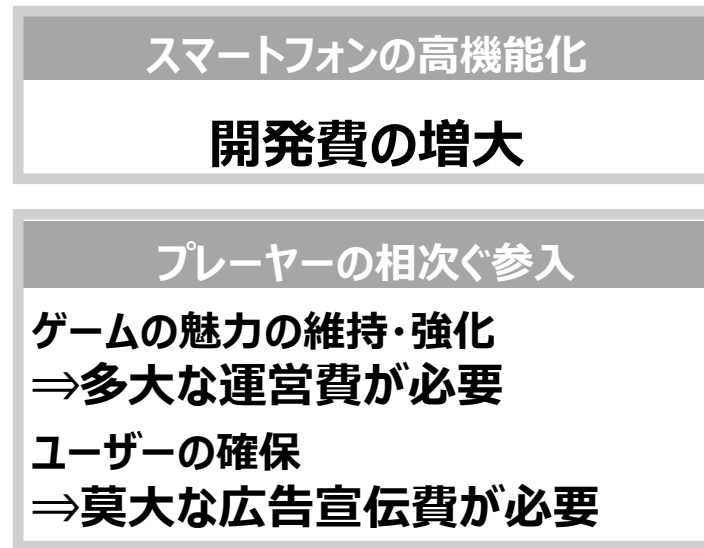 スマートフォンの高機能化
開発費の増大
プレーヤーの相次ぐ参入
ゲームの魅力の維持・強化
⇒多大な運営費が必要
ユーザーの確保
⇒莫大な広告宣伝費が必要